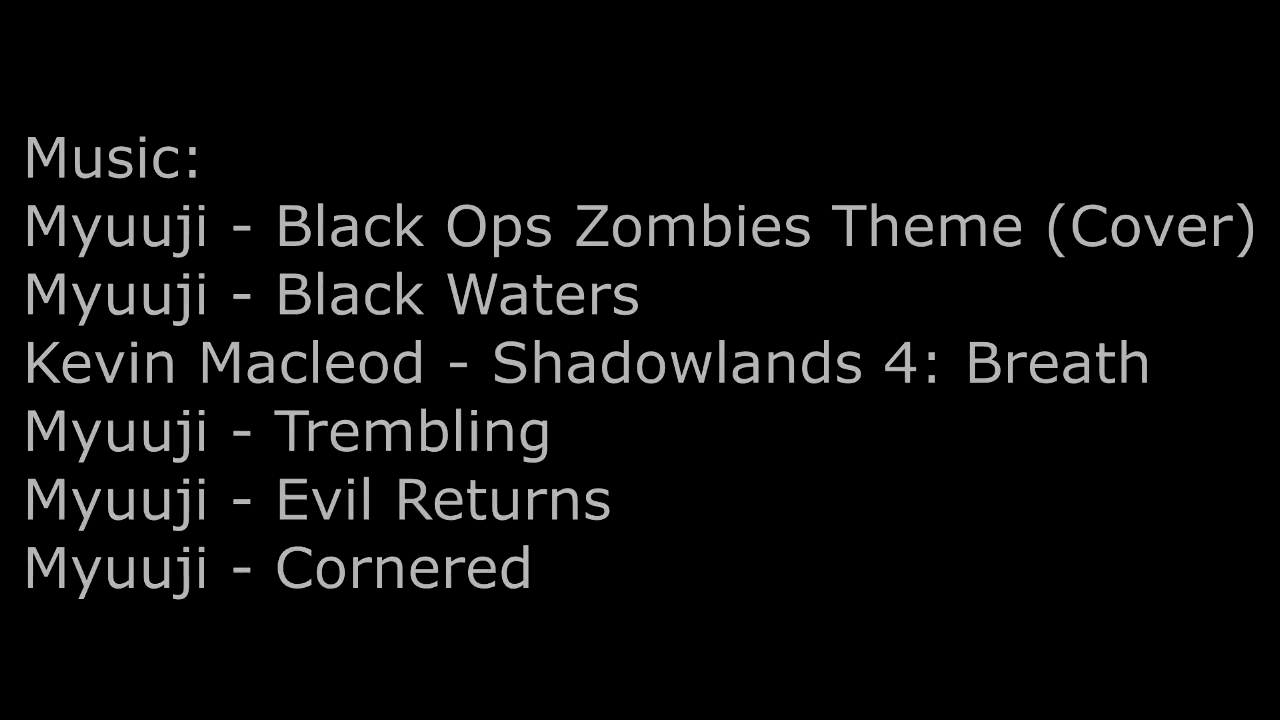 Music:
Myuuji - Black Ops Zombies Theme (Cover)
Myuuji - Black Waters
Kevin Macleod - Shadowlands 4: Breath
Myuuji - Trembling
Myuuji - Evil Returns
Myuuji - Cornered